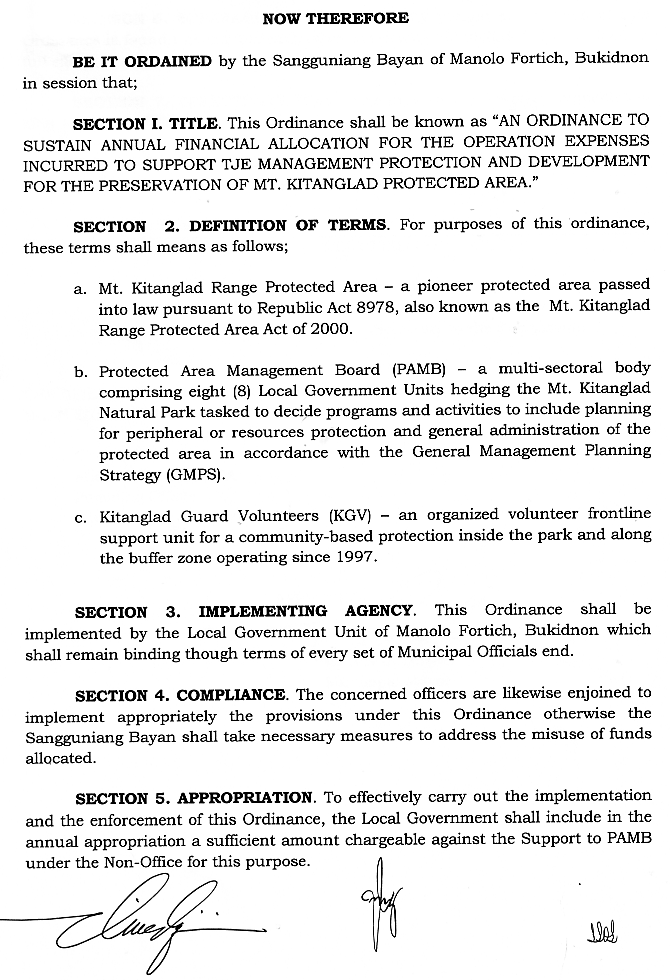 NOW THEREFORE
BE IT ORDAINED by the Sangguniang Bayan of Manolo Fortich, Bukidnon
in session that;
SECTION I. TITLE. This Ordinance shall be known as “AN ORDINANCE TO
SUSTAIN ANNUAL FINANCIAL ALLOCATION FOR THE OPERATION EXPENSES
INCURRED TO SUPPORT TJE MANAGEMENT PROTECTION AND DEVELOPMENT
FOR THE PRESERVATION OF MT. KITANGLAD PROTECTED AREA.”
SECTION 2. DEFINITION OF TERMS. For purposes of this ordinance,
these terms shall means as follows;
a. Mt. Kitanglad Range Protected Area – a pioneer protected area passed
into law pursuant to Republic Act 8978, also known as the Mt. Kitanglad
Range Protected Area Act of 2000.
b. Protected Area Management Board (PAMB) – a multi-sectoral body
comprising eight (8) Local Government Units hedging the Mt. Kitanglad
Natural Park tasked to decide programs and activities to include planning
for peripheral or resources protection and general administration of the
protected area in accordance with the General Management Planning
Strategy (GMPS).
c. Kitanglad Guard Volunteers (KGV) – an organized volunteer frontline
support unit for a community-based protection inside the park and along
the buffer zone operating since 1997.
SECTION 3. IMPLEMENTING AGENCY. This Ordinance shall be
implemented by the Local Government Unit of Manolo Fortich, Bukidnon which
shall remain binding though terms of every set of Municipal Officials end.
SECTION 4. COMPLIANCE. The concerned officers are likewise enjoined to
implement appropriately the provisions under this Ordinance otherwise the
Sangguniang Bayan shall take necessary measures to address the misuse of funds
allocated.
SECTION 5. APPROPRIATION. To effectively carry out the implementation
and the enforcement of this Ordinance, the Local Government shall include in the
annual appropriation a sufficient amount chargeable against the Support to PAMB
under the Non-Office for this purpose.